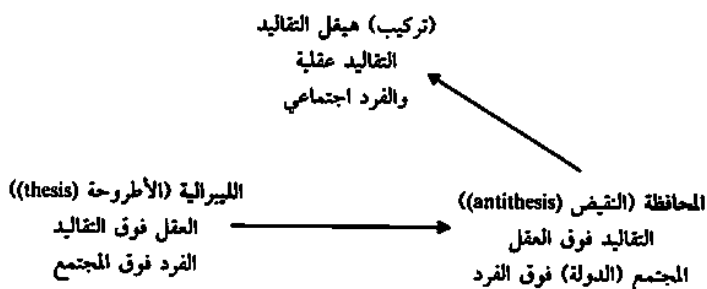 (تركيب) هيغل التقاليد
التقاليد عقلية
والفرد اجتماعي
الليبرالية (الأطروحة (thesis))
العقل فوق التقاليد
الفرد فوق المجتمع
المحافظة (النقيض (antithesis))
التقاليد فوق العقل
المجتمع (الدولة) فوق الفرد